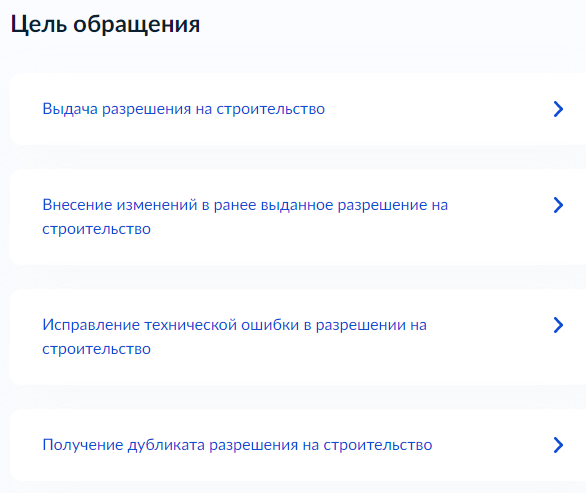 Цель обращения
Выдача разрешения на строительство
Внесение изменений в ранее выданное разрешение на
строительство
Исправление технической ошибки в разрешении на
строительство
Получение дубликата разрешения на строительство